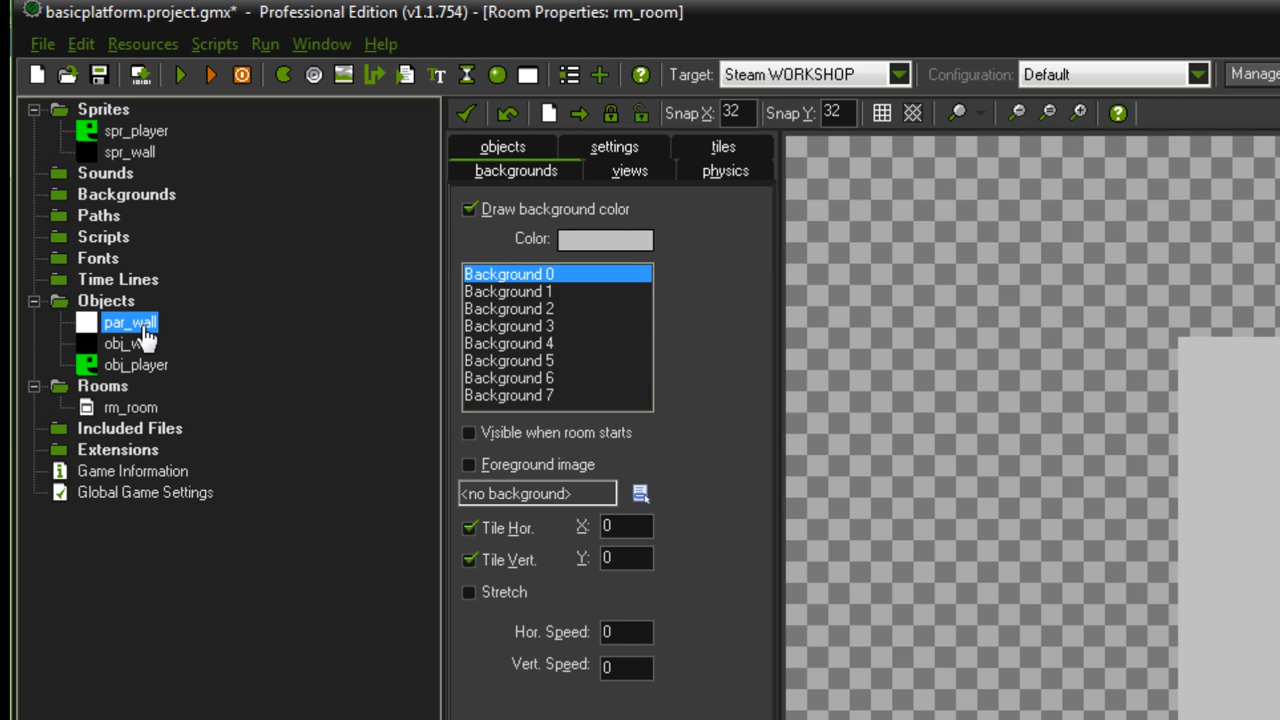 basicplatform.project.gmx* - Professional Edition (v1.1.754) - [Room Properties: rm_room]
File Edit Resources Scripts Run Window Help
Target: Steam WORKSHOP Configuration: Default Manage
Snap X: 32 Snap Y: 32
Sprites
spr_player
spr_wall
Sounds
Backgrounds
Paths
Scripts
Fonts
Time Lines
Objects
par_wall
obj_w
obj_player
Rooms
rm_room
Included Files
Extensions
Game Information
Global Game Settings
objects settings tiles
backgrounds views physics
Draw background color
Color:
Background 0
Background 1
Background 2
Background 3
Background 4
Background 5
Background 6
Background 7
Visible when room starts
Foreground image
<no background>
Tile Hor. X: 0
Tile Vert. Y: 0
Stretch
Hor. Speed: 0
Vert. Speed: 0